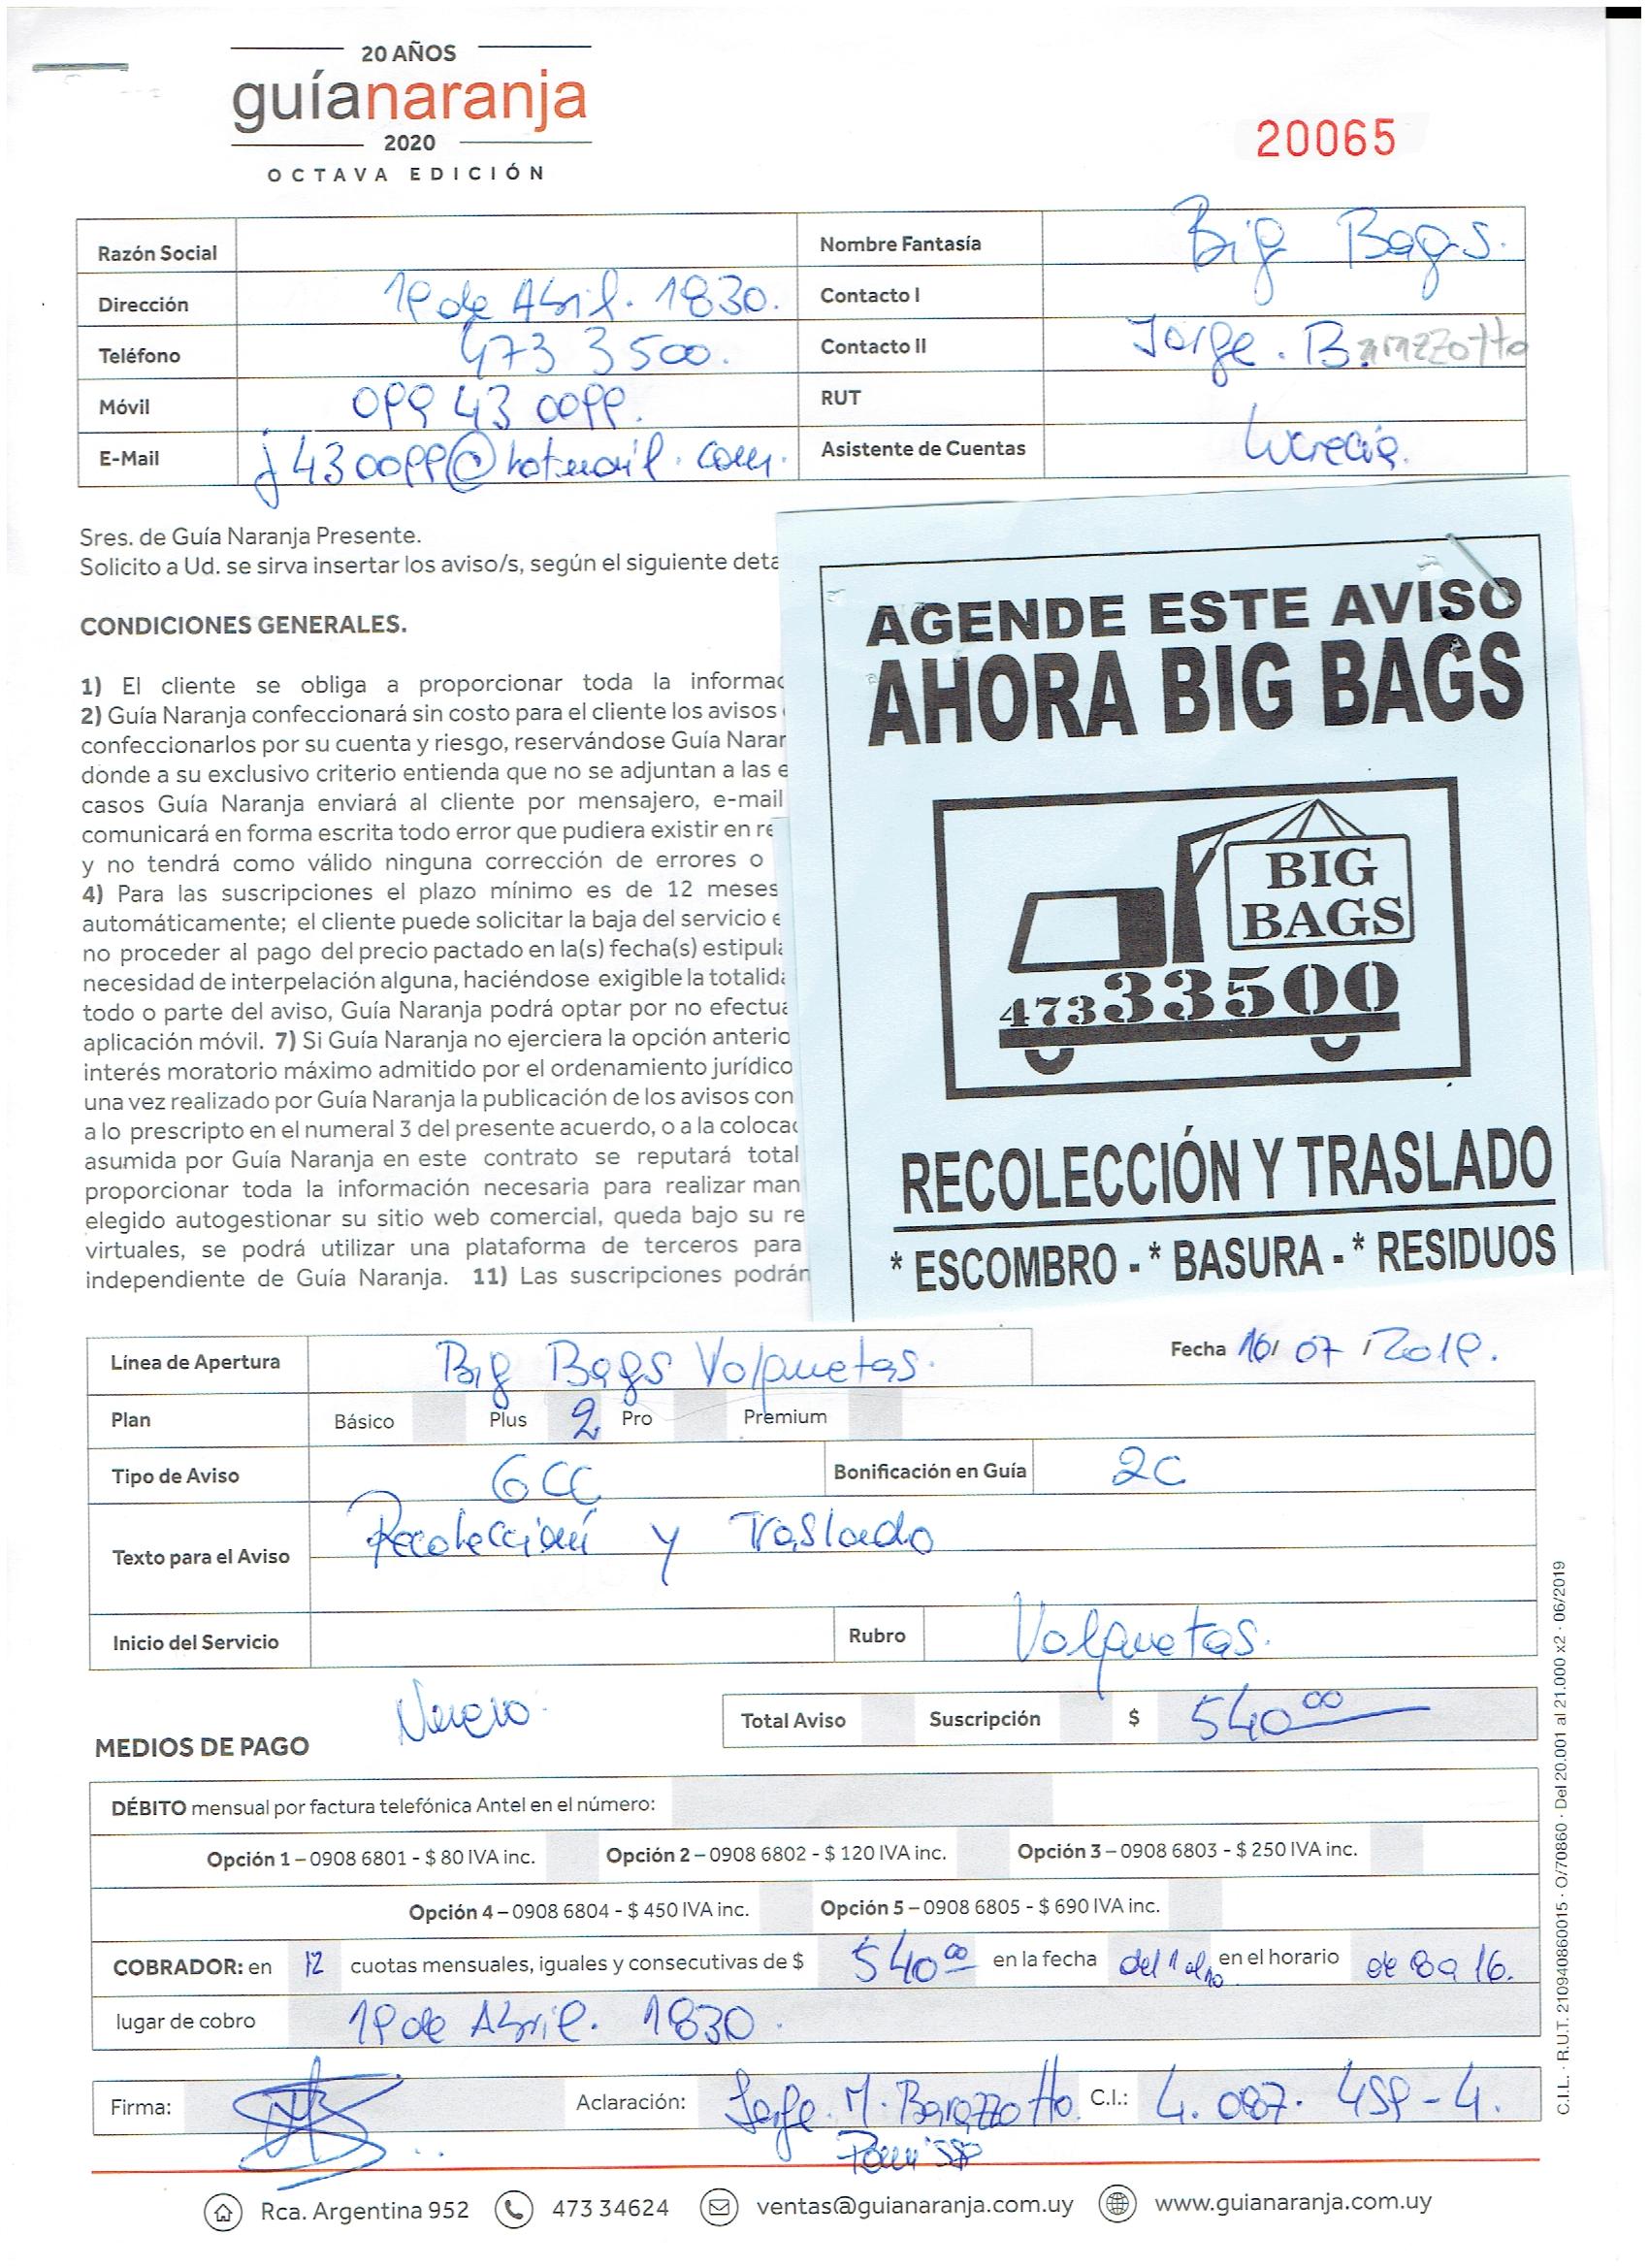 20 AÑOS
guíanaranja
2020
OCTAVA EDICIÓN
20065
Razón Social
Nombre Fantasía Big Bags.
Dirección 19 de Abril. 1830.
Contacto I
Teléfono 473 3500.
Contacto II Jorge. Barazzotto
Móvil 099 43 0099.
RUT
E-Mail j430099@hotmail.com.
Asistente de Cuentas Lucrecia.
Sres. de Guía Naranja Presente.
Solicito a Ud. se sirva insertar los aviso/s, según el siguiente deta
CONDICIONES GENERALES.
1) El cliente se obliga a proporcionar toda la informac
2) Guía Naranja confeccionará sin costo para el cliente los avisos
confeccionarlos por su cuenta y riesgo, reservándose Guía Narar
donde a su exclusivo criterio entienda que no se adjuntan a las e
casos Guía Naranja enviará al cliente por mensajero, e-mail
comunicará en forma escrita todo error que pudiera existir en re
y no tendrá como válido ninguna corrección de errores o
4) Para las suscripciones el plazo mínimo es de 12 meses
automáticamente; el cliente puede solicitar la baja del servicio e
no proceder al pago del precio pactado en la(s) fecha(s) estipula
necesidad de interpelación alguna, haciéndose exigible la totalida
todo o parte del aviso, Guía Naranja podrá optar por no efectua
aplicación móvil. 7) Si Guía Naranja no ejerciera la opción anterio
interés moratorio máximo admitido por el ordenamiento jurídico
una vez realizado por Guía Naranja la publicación de los avisos con
a lo prescripto en el numeral 3 del presente acuerdo, o a la colocac
asumida por Guía Naranja en este contrato se reputará total
proporcionar toda la información necesaria para realizar man
elegido autogestionar su sitio web comercial, queda bajo su re
virtuales, se podrá utilizar una plataforma de terceros para
independiente de Guía Naranja. 11) Las suscripciones podrán
AGENDE ESTE AVISO
AHORA BIG BAGS
BIG
BAGS
47333500
RECOLECCIÓN Y TRASLADO
* ESCOMBRO - * BASURA - * RESIDUOS
Línea de Apertura Big Bags Volquetas.
Fecha 16/ 07 / 2019.
Plan Básico Plus 2 Pro Premium
Tipo de Aviso 6CC Bonificación en Guía 2C
Texto para el Aviso Recolección y Traslado
Inicio del Servicio Rubro Volquetas.
Nuevo.
Total Aviso Suscripción $ 540 00
MEDIOS DE PAGO
DÉBITO mensual por factura telefónica Antel en el número:
Opción 1 – 0908 6801 - $ 80 IVA inc. Opción 2 – 0908 6802 - $ 120 IVA inc. Opción 3 – 0908 6803 - $ 250 IVA inc.
Opción 4 – 0908 6804 - $ 450 IVA inc. Opción 5 – 0908 6805 - $ 690 IVA inc.
COBRADOR: en 12 cuotas mensuales, iguales y consecutivas de $ 540 00 en la fecha del 1 al 10 en el horario de 8 a 16.
lugar de cobro 19 de Abril. 1830.
Firma:
Aclaración: Jorge. M. Barazzotto
C.I.: 4. 087. 459-4.
Rca. Argentina 952 473 34624 ventas@guianaranja.com.uy www.guianaranja.com.uy
C.I.L. · R.U.T. 210940860015 · O/70860 · Del 20.001 al 21.000 x2 · 06/2019